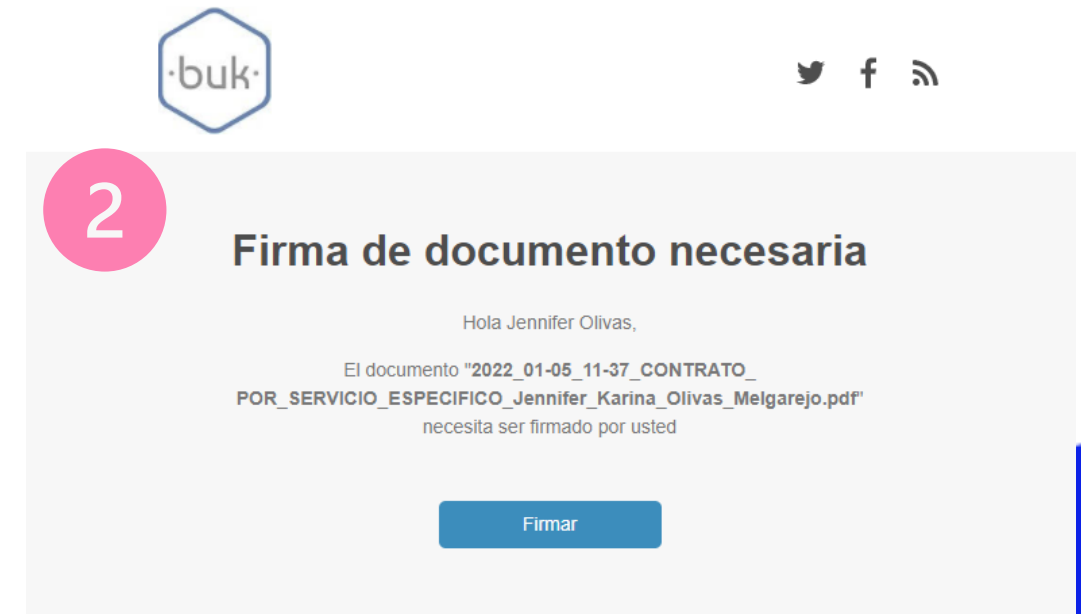 ·buk·
2
Firma de documento necesaria
Hola Jennifer Olivas,
El documento "2022_01-05_11-37_CONTRATO_
POR_SERVICIO_ESPECIFICO_Jennifer_Karina_Olivas_Melgarejo.pdf"
necesita ser firmado por usted
Firmar